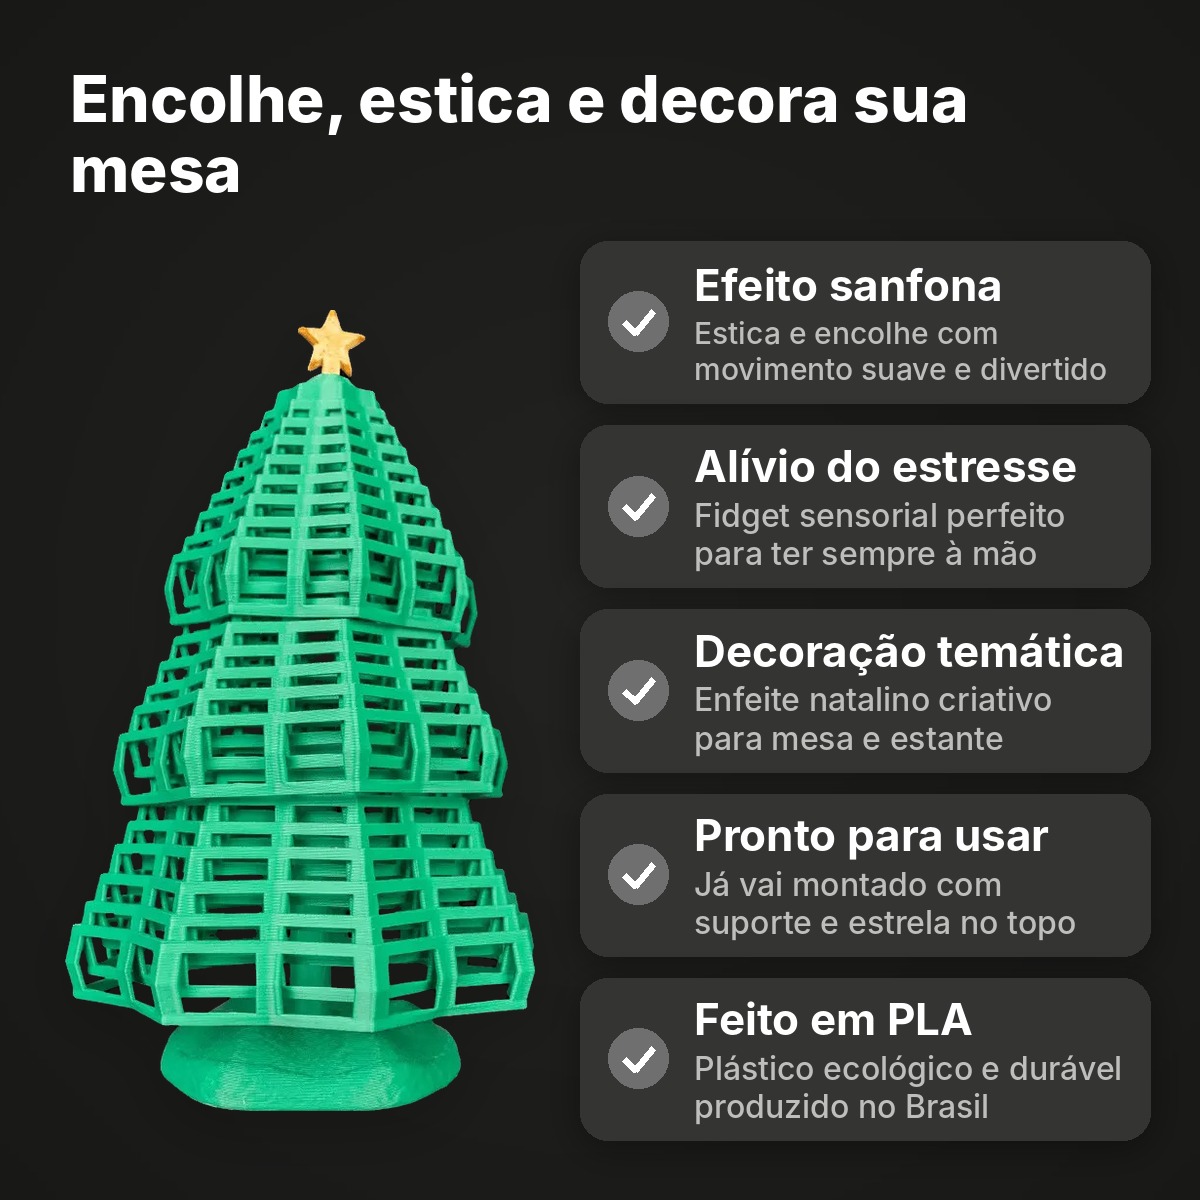 Encolhe, estica e decora sua
mesa
Efeito sanfona
Estica e encolhe com
movimento suave e divertido
Alívio do estresse
Fidget sensorial perfeito
para ter sempre à mão
Decoração temática
Enfeite natalino criativo
para mesa e estante
Pronto para usar
Já vai montado com
suporte e estrela no topo
Feito em PLA
Plástico ecológico e durável
produzido no Brasil